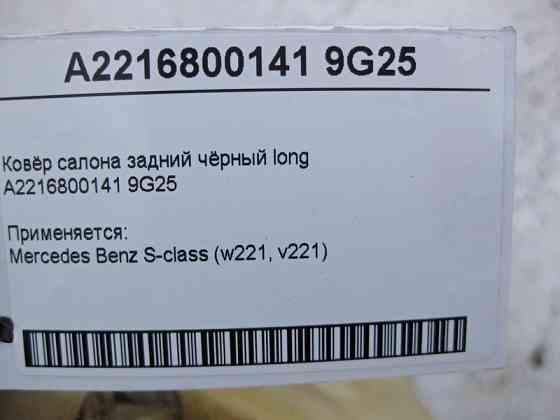 A2216800141 9G25
Ковёр салона задний чёрный long
A2216800141 9G25
Применяется:
Mercedes Benz S-class (w221, v221)